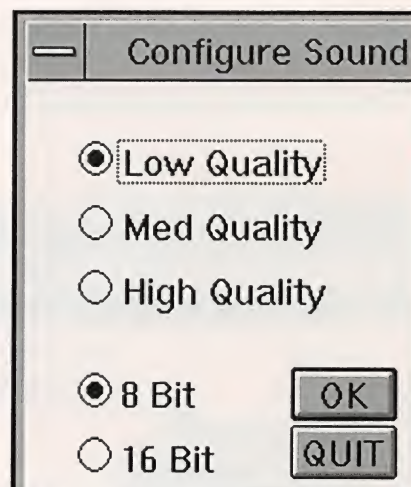 Configure Sound
Low Quality
Med Quality
High Quality
8 Bit
OK
16 Bit
QUIT